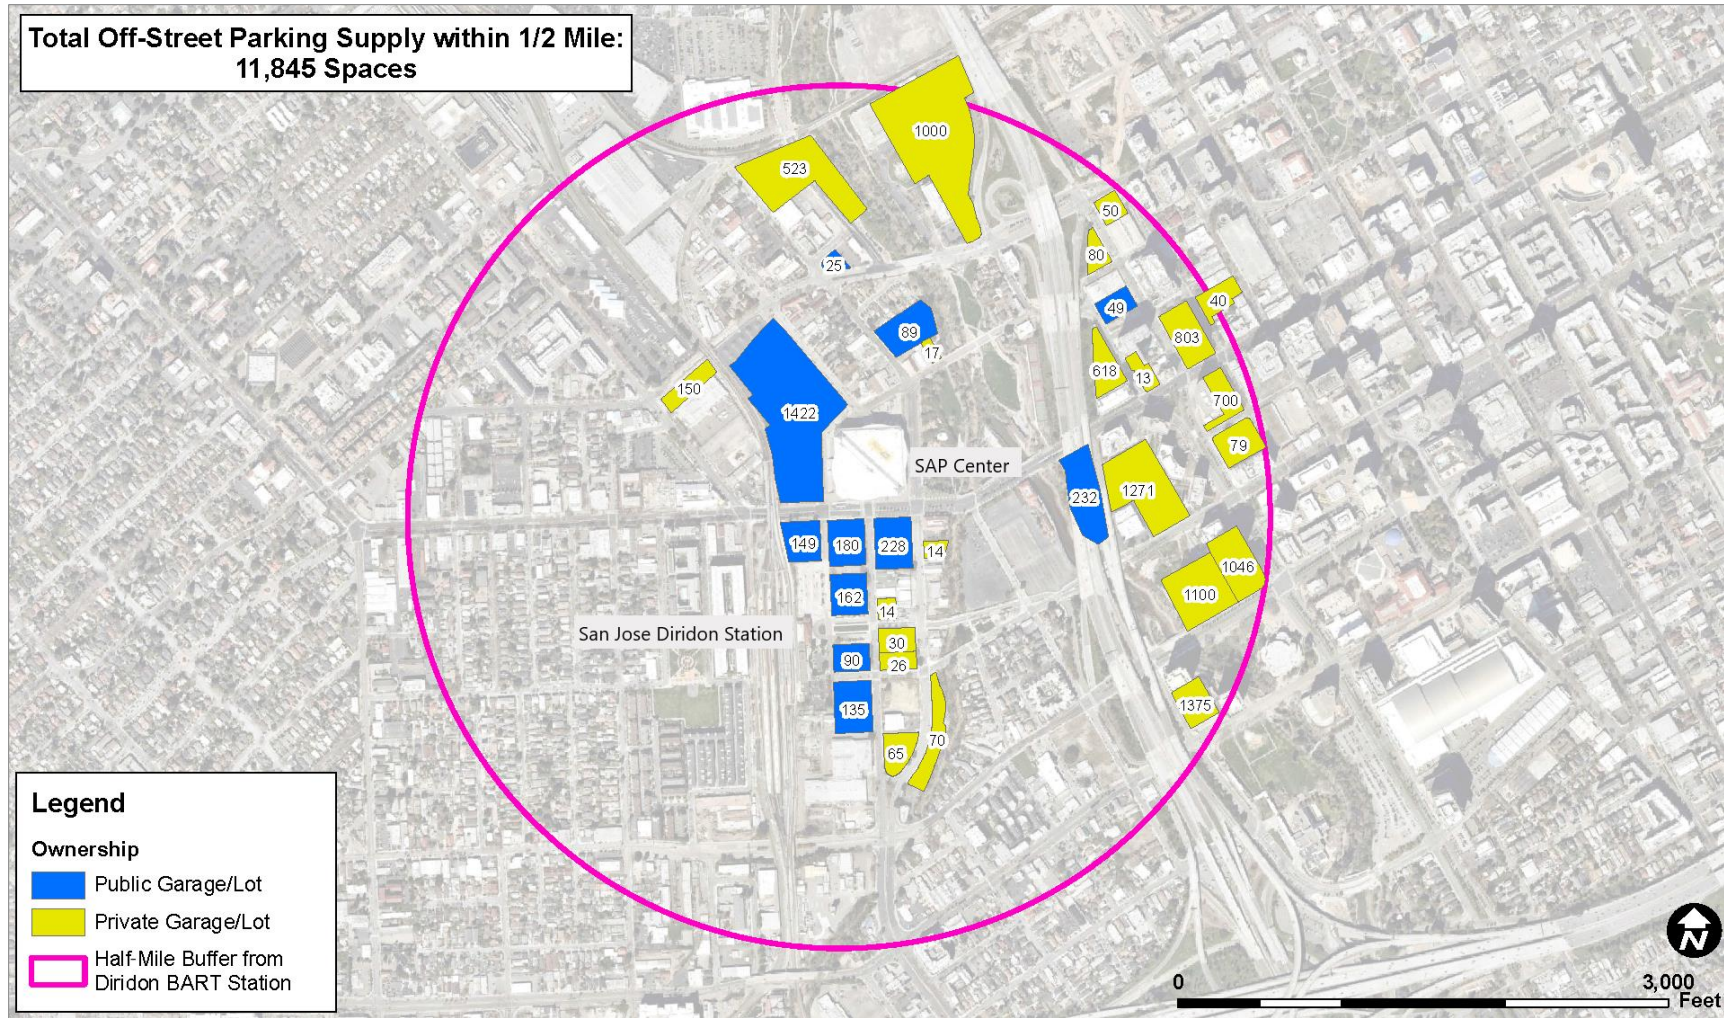 Total Off-Street Parking Supply within 1/2 Mile:
11,845 Spaces
1000
523
50
80
25
49
40
89
803
17
618
13
150
700
1422
79
SAP Center
232
1271
149
180
228
14
1046
162
1100
14
San Jose Diridon Station
30
90
26
1375
135
70
65
Legend
Ownership
Public Garage/Lot
Private Garage/Lot
Half-Mile Buffer from
Diridon BART Station
N
0
3,000
Feet